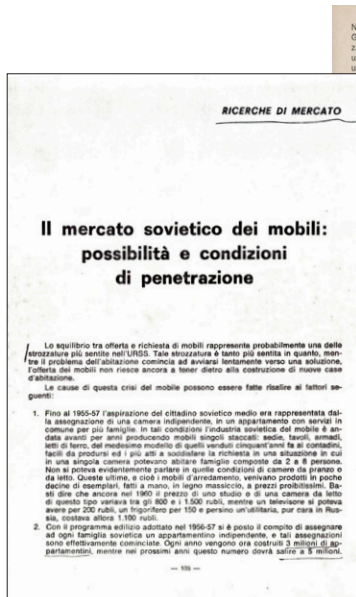 N
G
z
u
u
RICERCHE DI MERCATO
Il mercato sovietico dei mobili:
possibilità e condizioni
di penetrazione
Lo squilibrio tra offerta e richiesta di mobili rappresenta probabilmente una delle
strozzature più sentite nell'URSS. Tale strozzatura è tanto più sentita in quanto, men-
tre il problema dell'abitazione comincia ad avviarsi lentamente verso una soluzione,
l'offerta dei mobili non riesce ancora a tener dietro alla costruzione di nuove case
d'abitazione.
Le cause di questa crisi del mobile possono essere fatte risalire ai fattori se-
guenti:
1. Fino al 1955-57 l'aspirazione del cittadino sovietico medio era rappresentata dal-
la assegnazione di una camera indipendente, in un appartamento con servizi in
comune per più famiglie. In tali condizioni l'industria sovietica del mobile è an-
data avanti per anni producendo mobili singoli staccati: sedie, tavoli, armadi,
letti di ferro, del medesimo modello di quelli venduti cinquant'anni fa ai contadini,
facili da produrre ed i più atti a soddisfare la richiesta in una situazione in cui
in una singola camera potevano abitare famiglie composte da 2 a 8 persone.
Non si poteva evidentemente parlare in quelle condizioni di camere da pranzo o
da letto. Queste ultime, e cioè i mobili d'arredamento, venivano prodotti in poche
decine di esemplari, fatti a mano, in legno massiccio, a prezzi proibitissimi. Ba-
sti dire che ancora nel 1960 il prezzo di uno studio e di una camera da letto
di questo tipo variava tra gli 800 e i 1.500 rubli, mentre un televisore si poteva
avere per 200 rubli, un frigorifero per 150 e persino un'utilitaria, pur cara in Rus-
sia, costava allora 1.100 rubli.
2. Con il programma edilizio adottato nel 1956-57 si è posto il compito di assegnare
ad ogni famiglia sovietica un appartamentino indipendente, e tali assegnazioni
sono effettivamente cominciate. Ogni anno vengono ora costruiti 3 milioni di ap-
partamentini, mentre nei prossimi anni questo numero dovrà salire a 5 milioni.